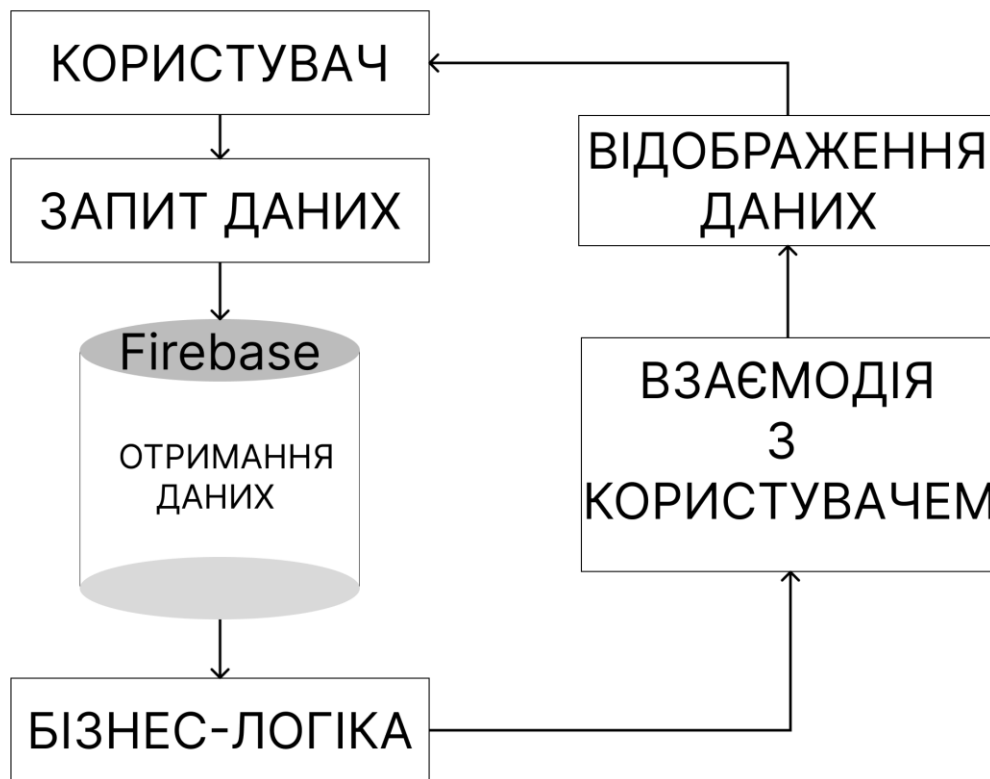 КОРИСТУВАЧ
ЗАПИТ ДАНИХ
Firebase
ОТРИМАННЯ
ДАНИХ
БІЗНЕС-ЛОГІКА
ВЗАЄМОДІЯ
З
КОРИСТУВАЧЕМ
ВІДОБРАЖЕННЯ
ДАНИХ